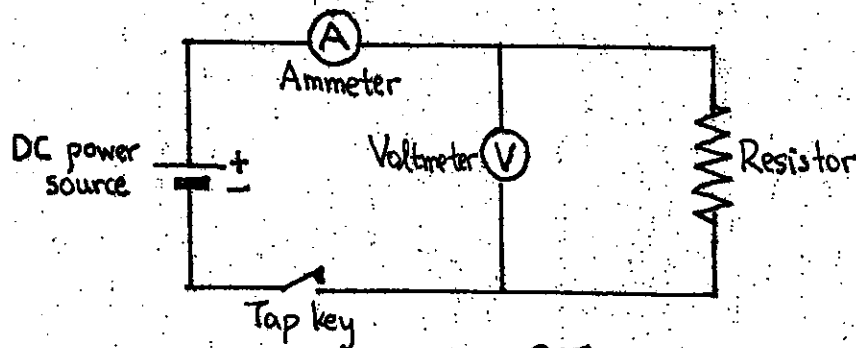 A
Ammeter
DC power
source
+
−
Voltmeter
V
Resistor
Tap key